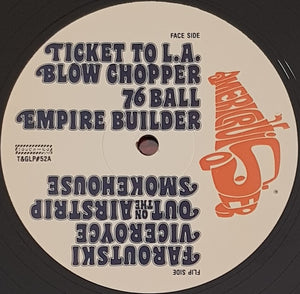 FACE SIDE
TICKET TO L.A.
BLOW CHOPPER
76 BALL
EMPIRE BUILDER
T&GLP#52A
AMERICRUISER
FLIP SIDE
FAROUTSKI
VICEROYCE
OUT ON THE AIRSTRIP
SMOKEHOUSE